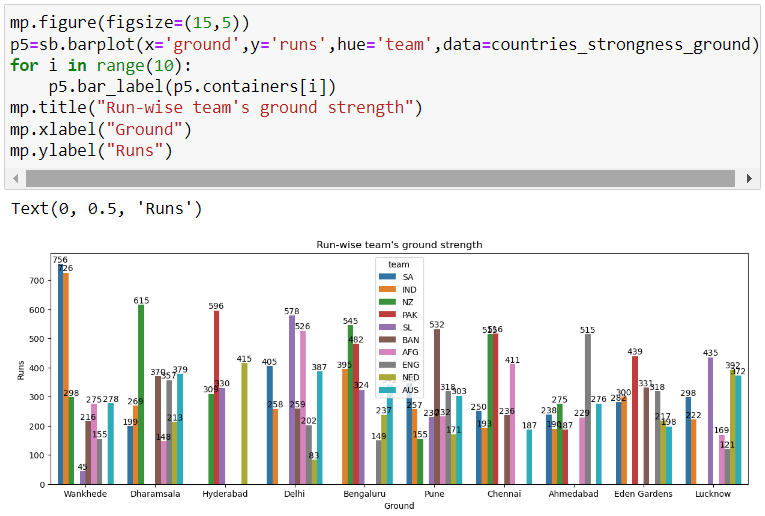 mp.figure(figsize=(15,5))
p5=sb.barplot(x='ground',y='runs',hue='team',data=countries_strongness_ground)
for i in range(10):
    p5.bar_label(p5.containers[i])
mp.title("Run-wise team's ground strength")
mp.xlabel("Ground")
mp.ylabel("Runs")
Text(0, 0.5, 'Runs')
Run-wise team's ground strength
team
SA
IND
NZ
PAK
SL
BAN
AFG
ENG
NED
AUS
Runs
700
600
500
400
300
200
100
0
756 726 298 45 216 275 155 278
199 269 615 370 148 357 213 379
309 596 330 415
405 258 578 259 526 202 83 387
395 545 482 324 149 237
257 155 532 232 318 171 303
250 193 516 236 411 187
238 190 275 187 229 515 276
282 300 439 331 318 217 198
298 222 435 169 121 392 372
Wankhede Dharamsala Hyderabad Delhi Bengaluru Pune Chennai Ahmedabad Eden Gardens Lucknow
Ground